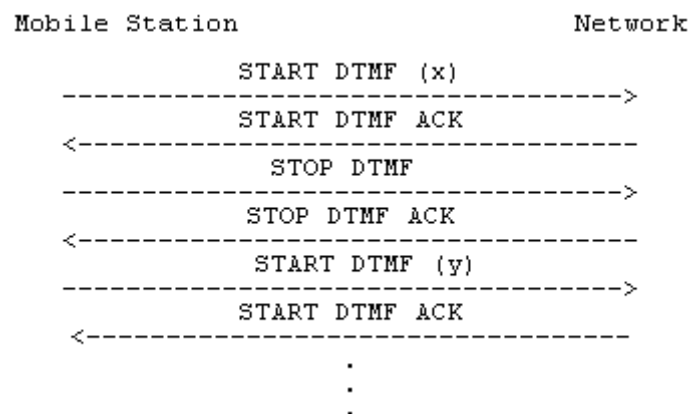 Mobile Station Network
START DTMF (x)
----------------------------------->
START DTMF ACK
<-----------------------------------
STOP DTMF
----------------------------------->
STOP DTMF ACK
<-----------------------------------
START DTMF (y)
----------------------------------->
START DTMF ACK
<----------------------------------
.
.
.